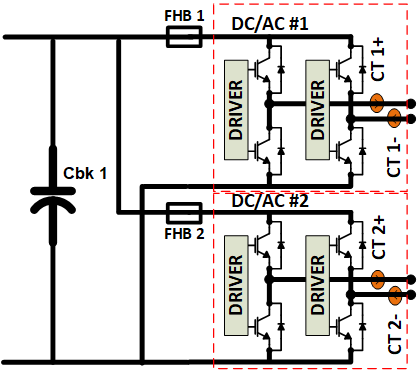 FHB 1
DC/AC #1
DRIVER
DRIVER
CT 1+
CT 1-
Cbk 1
DC/AC #2
FHB 2
DRIVER
DRIVER
CT 2+
CT 2-